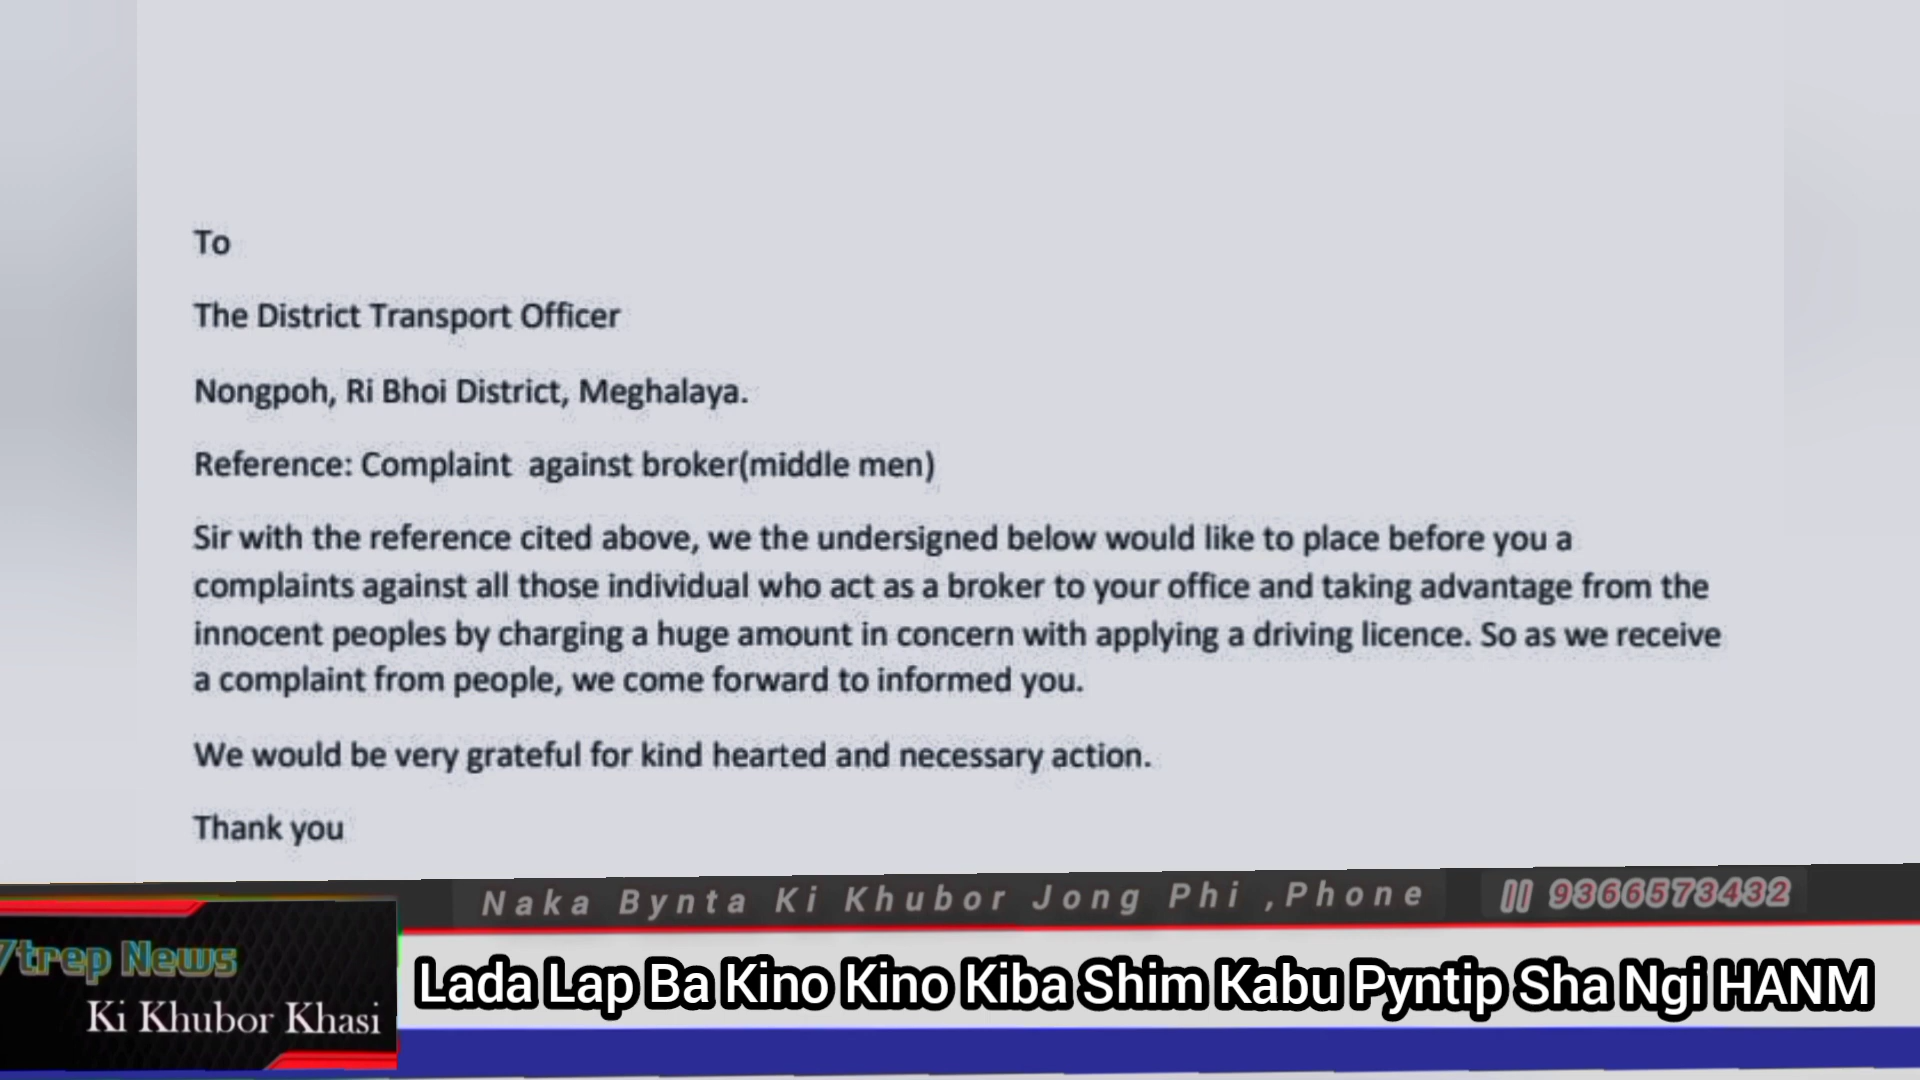 To
The District Transport Officer
Nongpoh, Ri Bhoi District, Meghalaya.
Reference: Complaint  against broker(middle men)
Sir with the reference cited above, we the undersigned below would like to place before you a
complaints against all those individual who act as a broker to your office and taking advantage from the
innocent peoples by charging a huge amount in concern with applying a driving licence. So as we receive
a complaint from people, we come forward to informed you.
We would be very grateful for kind hearted and necessary action.
Thank you
Naka Bynta Ki Khubor Jong Phi ,Phone || 9366573432
7trep News
Ki Khubor Khasi
Lada Lap Ba Kino Kino Kiba Shim Kabu Pyntip Sha Ngi HANM